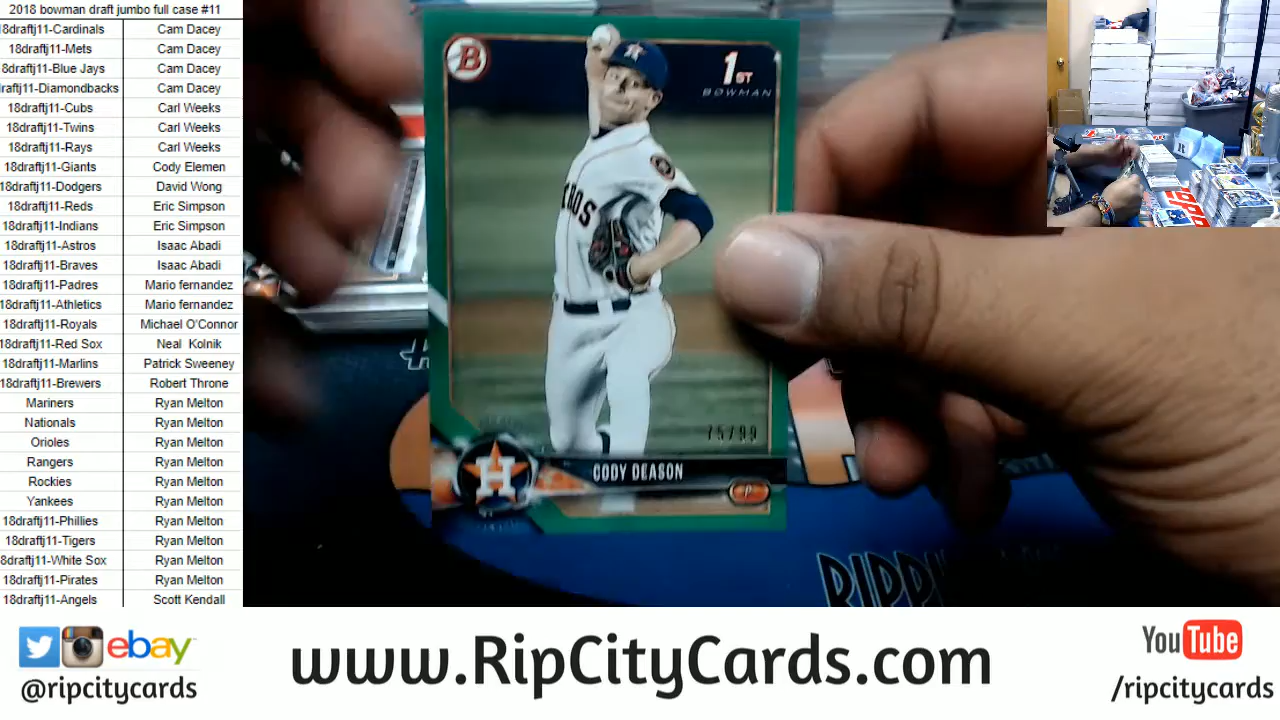 2018 bowman draft jumbo full case #11
18draftj11-Cardinals Cam Dacey
18draftj11-Mets Cam Dacey
8draftj11-Blue Jays Cam Dacey
raftj11-Diamondbacks Cam Dacey
18draftj11-Cubs Carl Weeks
18draftj11-Twins Carl Weeks
18draftj11-Rays Carl Weeks
18draftj11-Giants Cody Elemen
18draftj11-Dodgers David Wong
18draftj11-Reds Eric Simpson
18draftj11-Indians Eric Simpson
18draftj11-Astros Isaac Abadi
18draftj11-Braves Isaac Abadi
18draftj11-Padres Mario fernandez
18draftj11-Athletics Mario fernandez
18draftj11-Royals Michael O'Connor
18draftj11-Red Sox Neal Kolnik
18draftj11-Marlins Patrick Sweeney
18draftj11-Brewers Robert Throne
Mariners Ryan Melton
Nationals Ryan Melton
Orioles Ryan Melton
Rangers Ryan Melton
Rockies Ryan Melton
Yankees Ryan Melton
18draftj11-Phillies Ryan Melton
18draftj11-Tigers Ryan Melton
8draftj11-White Sox Ryan Melton
18draftj11-Pirates Ryan Melton
18draftj11-Angels Scott Kendall
B
1ST
BOWMAN
75/99
H
CODY DEASON
P
RIPP
ebay
@ripcitycards
www.RipCityCards.com
YouTube
/ripcitycards